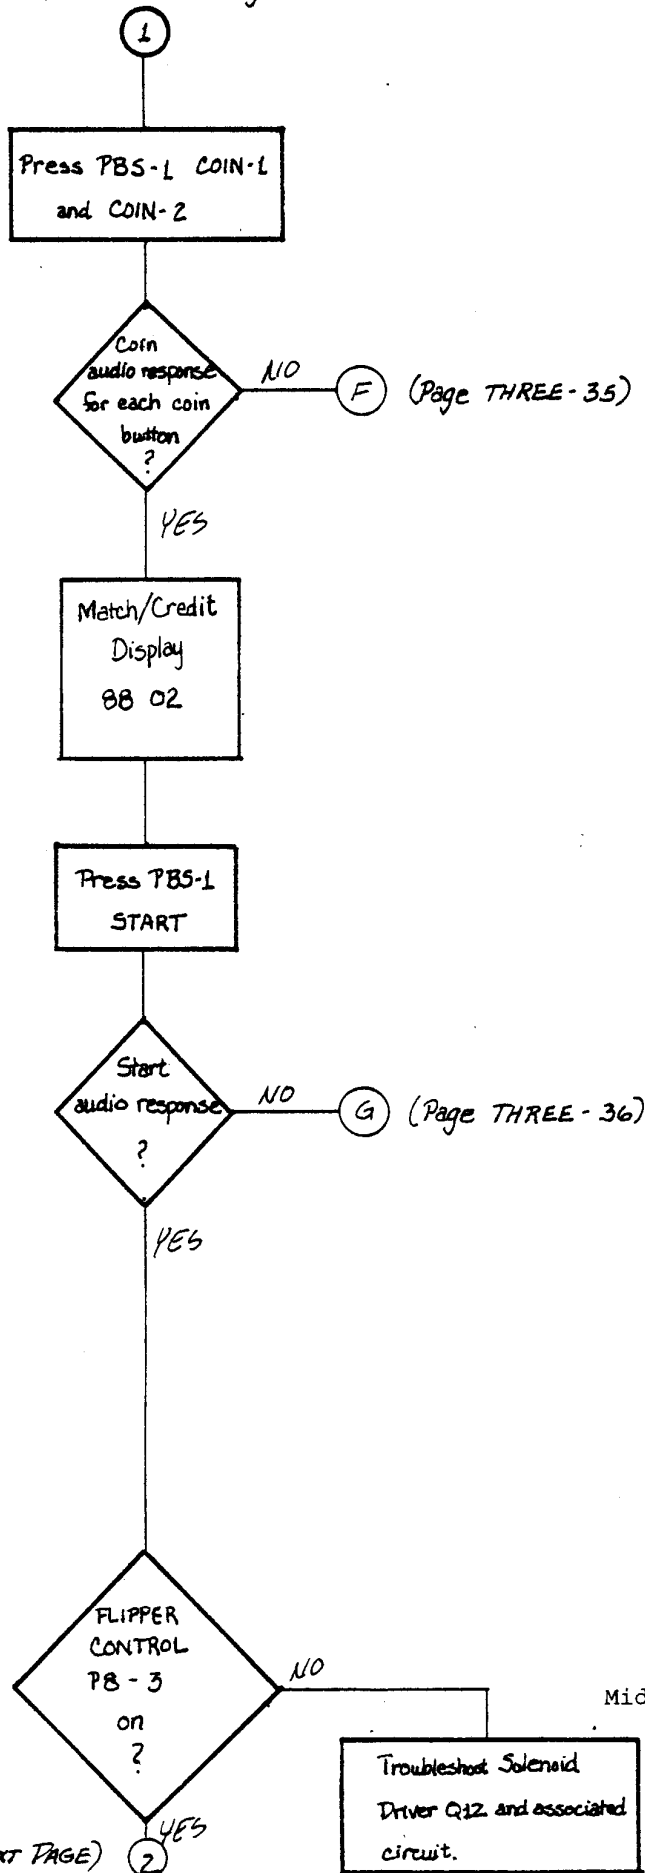 1
Press PBS-1 COIN-1
and COIN-2
Coin
audio response
for each coin
button
?
NO
F
(Page THREE-35)
YES
Match/Credit
Display
88 02
Press PBS-1
START
Start
audio response
?
NO
G
(Page THREE-36)
YES
FLIPPER
CONTROL
P8-3
on
?
NO
Mid
Troubleshoot Solenoid
Driver Q12 and associated
circuit.
YES
PAGE)
2